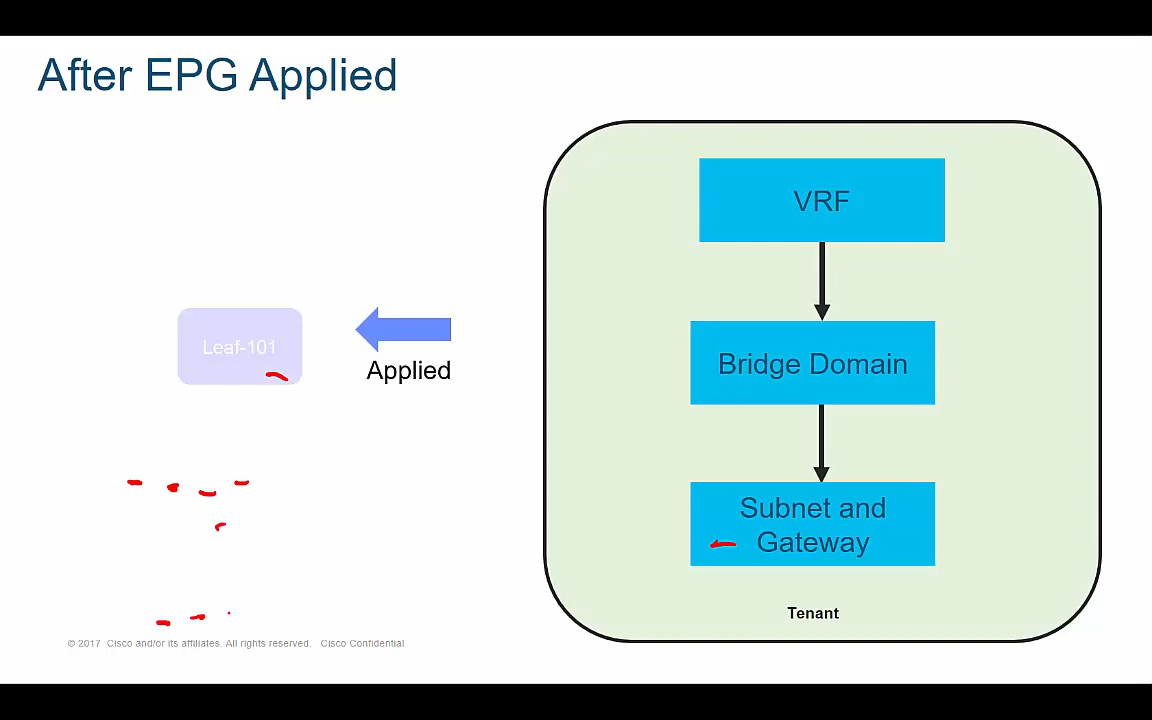 After EPG Applied
VRF
Leaf-101
Applied
Bridge Domain
Subnet and
Gateway
Tenant
© 2017 Cisco and/or its affiliates. All rights reserved. Cisco Confidential